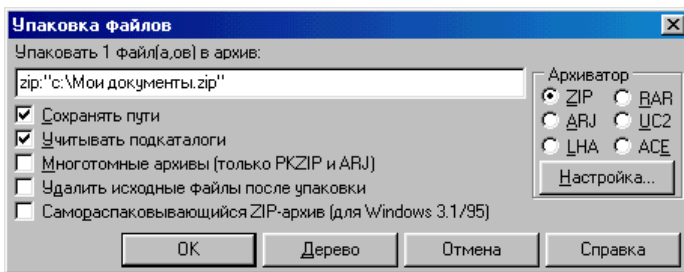 Упаковка файлов
Упаковать 1 файл(а,ов) в архив:
zip:"c:\Мои документы.zip"
Архиватор
ZIP RAR
ARJ UC2
LHA ACE
Настройка...
Сохранять пути
Учитывать подкаталоги
Многотомные архивы (только PKZIP и ARJ)
Удалить исходные файлы после упаковки
Самораспаковывающийся ZIP-архив (для Windows 3.1/95)
OK Дерево Отмена Справка